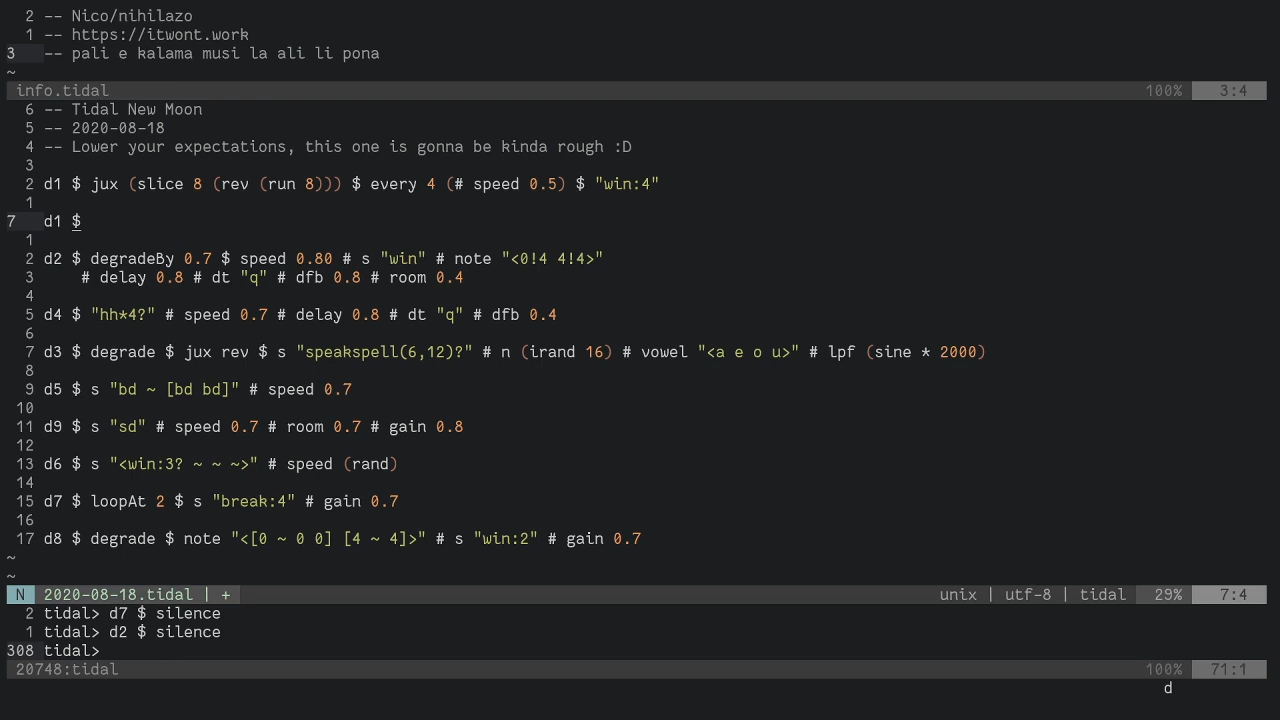 2 -- Nico/nihilazo
1 -- https://itwont.work
3 -- pali e kalama musi la ali li pona
~
info.tidal 100% 3:4
6 -- Tidal New Moon
5 -- 2020-08-18
4 -- Lower your expectations, this one is gonna be kinda rough :D
3
2 d1 $ jux (slice 8 (rev (run 8))) $ every 4 (# speed 0.5) $ "win:4"
1
7 d1 $
1
2 d2 $ degradeBy 0.7 $ speed 0.80 # s "win" # note "<0!4 4!4>"
3 # delay 0.8 # dt "q" # dfb 0.8 # room 0.4
4
5 d4 $ "hh*4?" # speed 0.7 # delay 0.8 # dt "q" # dfb 0.4
6
7 d3 $ degrade $ jux rev $ s "speakspell(6,12)?" # n (irand 16) # vowel "<a e o u>" # lpf (sine * 2000)
8
9 d5 $ s "bd ~ [bd bd]" # speed 0.7
10
11 d9 $ s "sd" # speed 0.7 # room 0.7 # gain 0.8
12
13 d6 $ s "<win:3? ~ ~ ~>" # speed (rand)
14
15 d7 $ loopAt 2 $ s "break:4" # gain 0.7
16
17 d8 $ degrade $ note "<[0 ~ 0 0] [4 ~ 4]>" # s "win:2" # gain 0.7
~
~
N 2020-08-18.tidal | + unix | utf-8 | tidal 29% 7:4
2 tidal> d7 $ silence
1 tidal> d2 $ silence
308 tidal>
20748:tidal 100% 71:1
d